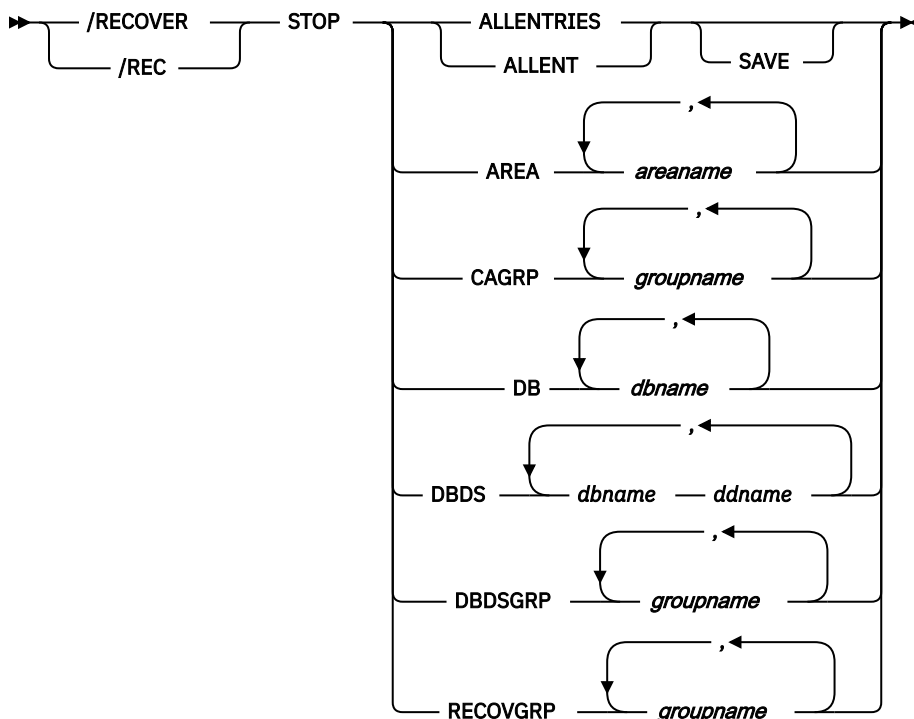 /RECOVER STOP ALLENTRIES
/REC ALLENT SAVE
,
AREA areaname
,
CAGRP groupname
,
DB dbname
,
DBDS dbname ddname
,
DBDSGRP groupname
,
RECOVGRP groupname